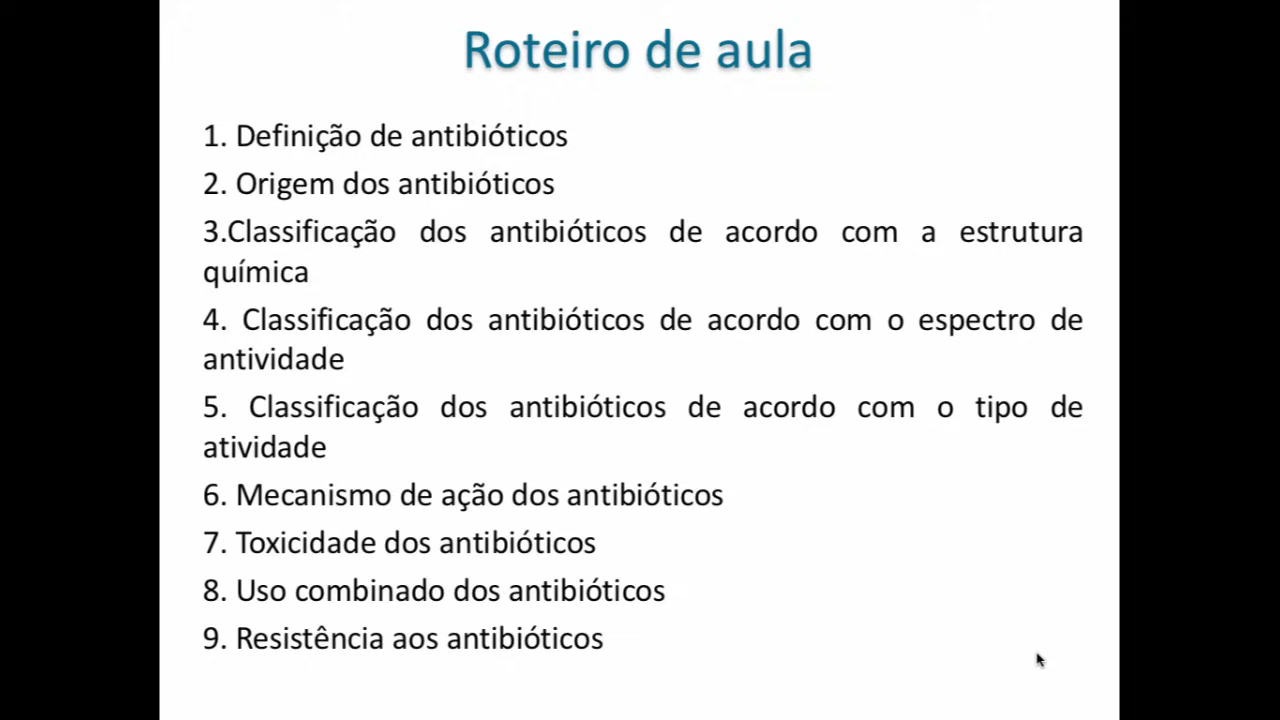 Roteiro de aula
1. Definição de antibióticos
2. Origem dos antibióticos
3.Classificação dos antibióticos de acordo com a estrutura
química
4. Classificação dos antibióticos de acordo com o espectro de
antividade
5. Classificação dos antibióticos de acordo com o tipo de
atividade
6. Mecanismo de ação dos antibióticos
7. Toxicidade dos antibióticos
8. Uso combinado dos antibióticos
9. Resistência aos antibióticos